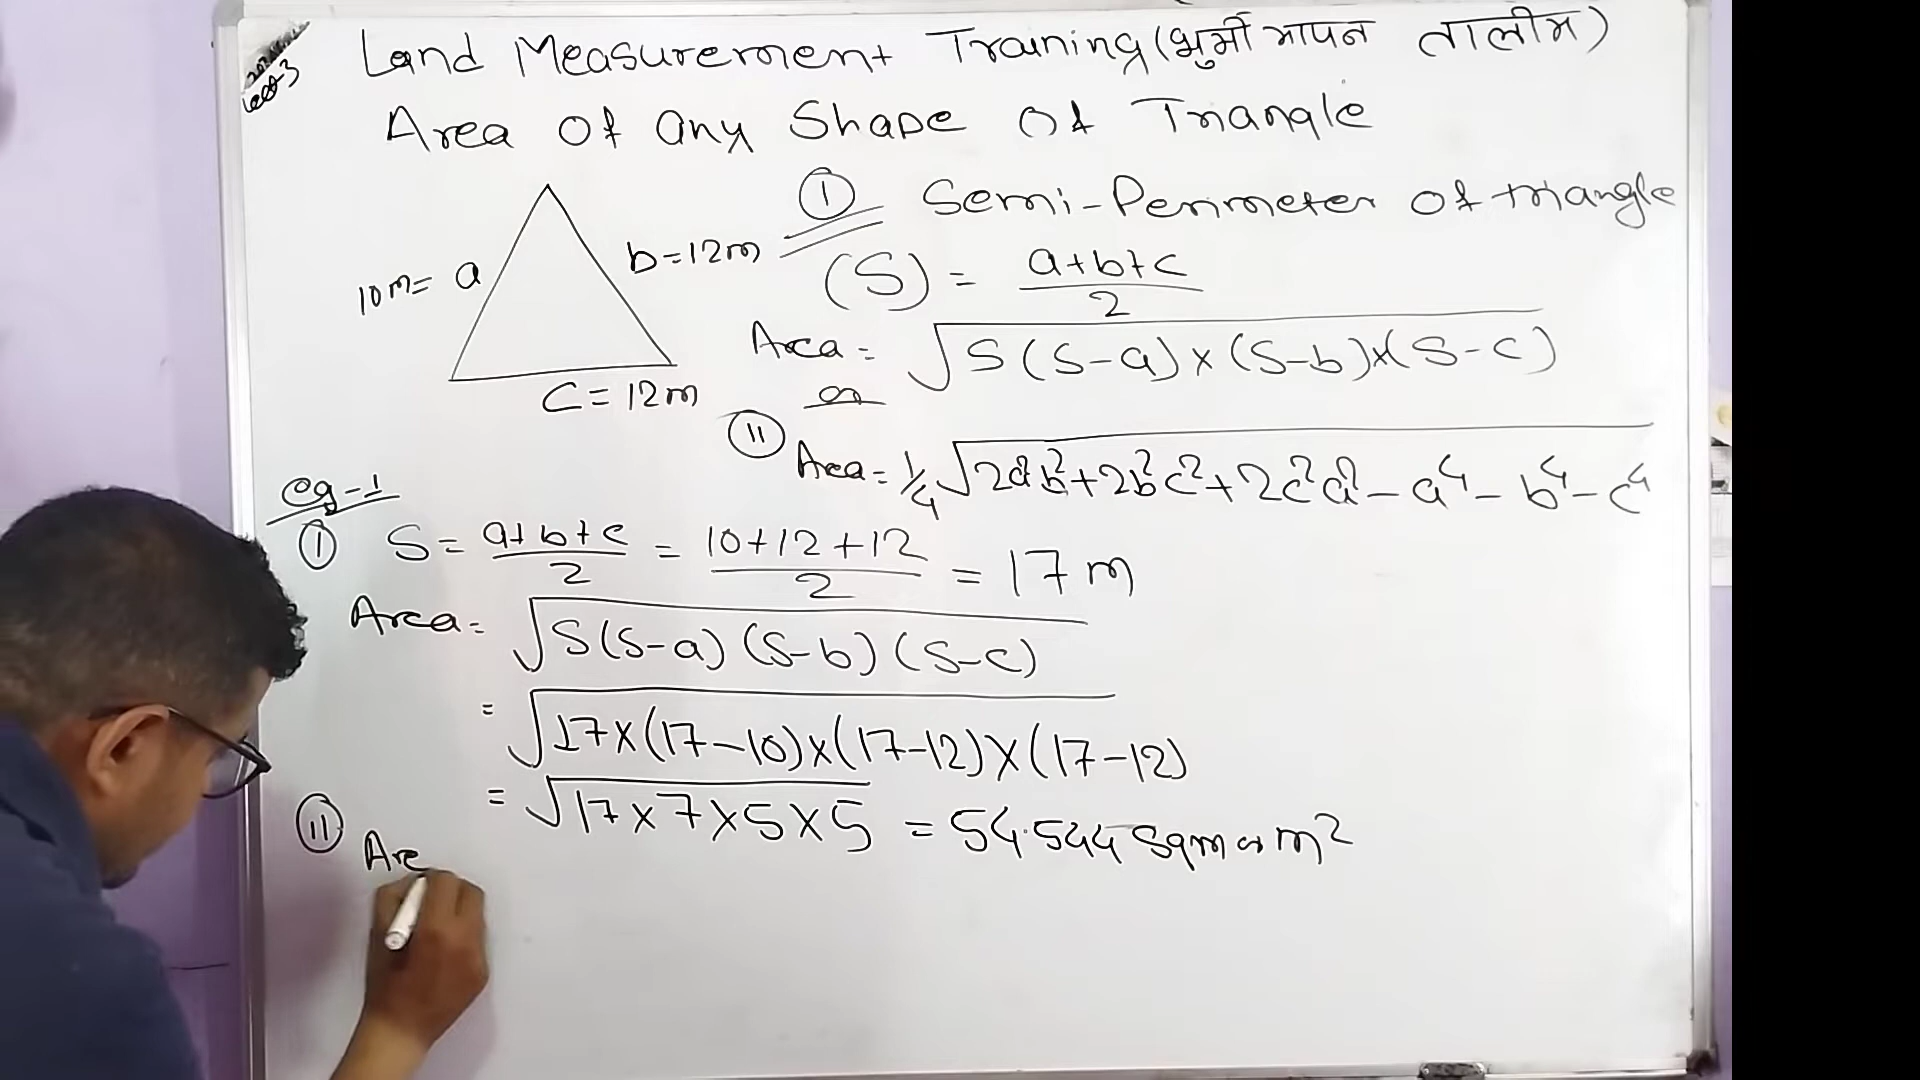 Lect-3
Land Measurement Training (भुमी मापन तालीम)
Area Of any Shape Of Triangle
① Semi-Perimeter Of triangle
(S) = a+b+c / 2
10m = a
b=12m
C=12m
Area = √S(S-a)×(S-b)×(S-c)
or
⑪ Area = 1/4 √2a²b²+2b²c²+2c²a²-a⁴-b⁴-c⁴
eg-1
① S = a+b+c / 2 = 10+12+12 / 2 = 17m
Area = √S(S-a)(S-b)(S-c)
= √17×(17-10)×(17-12)×(17-12)
= √17×7×5×5 = 54.544 Sqm or m²
⑪ Are